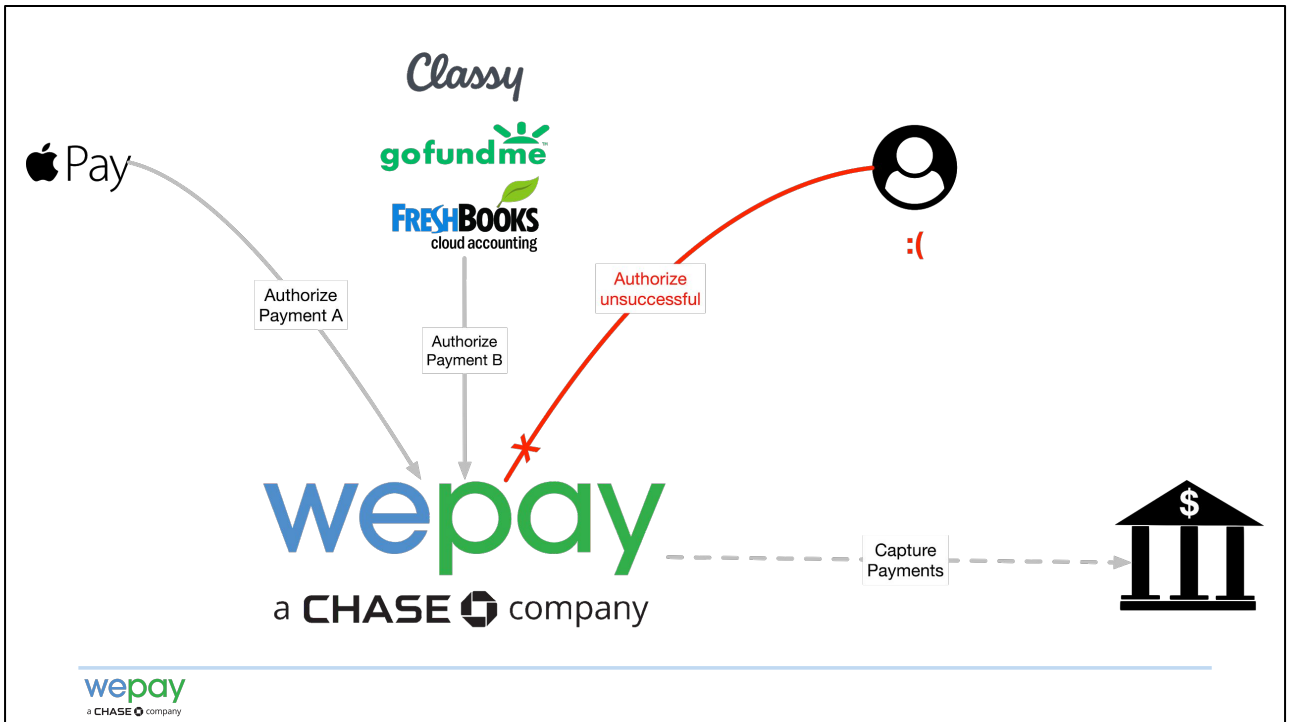 Classy
Pay
gofundme™
FRESHBOOKS
cloud accounting
:(
Authorize
unsuccessful
Authorize
Payment A
Authorize
Payment B
wepay
$
Capture
Payments
a CHASE company
wepay
a CHASE company